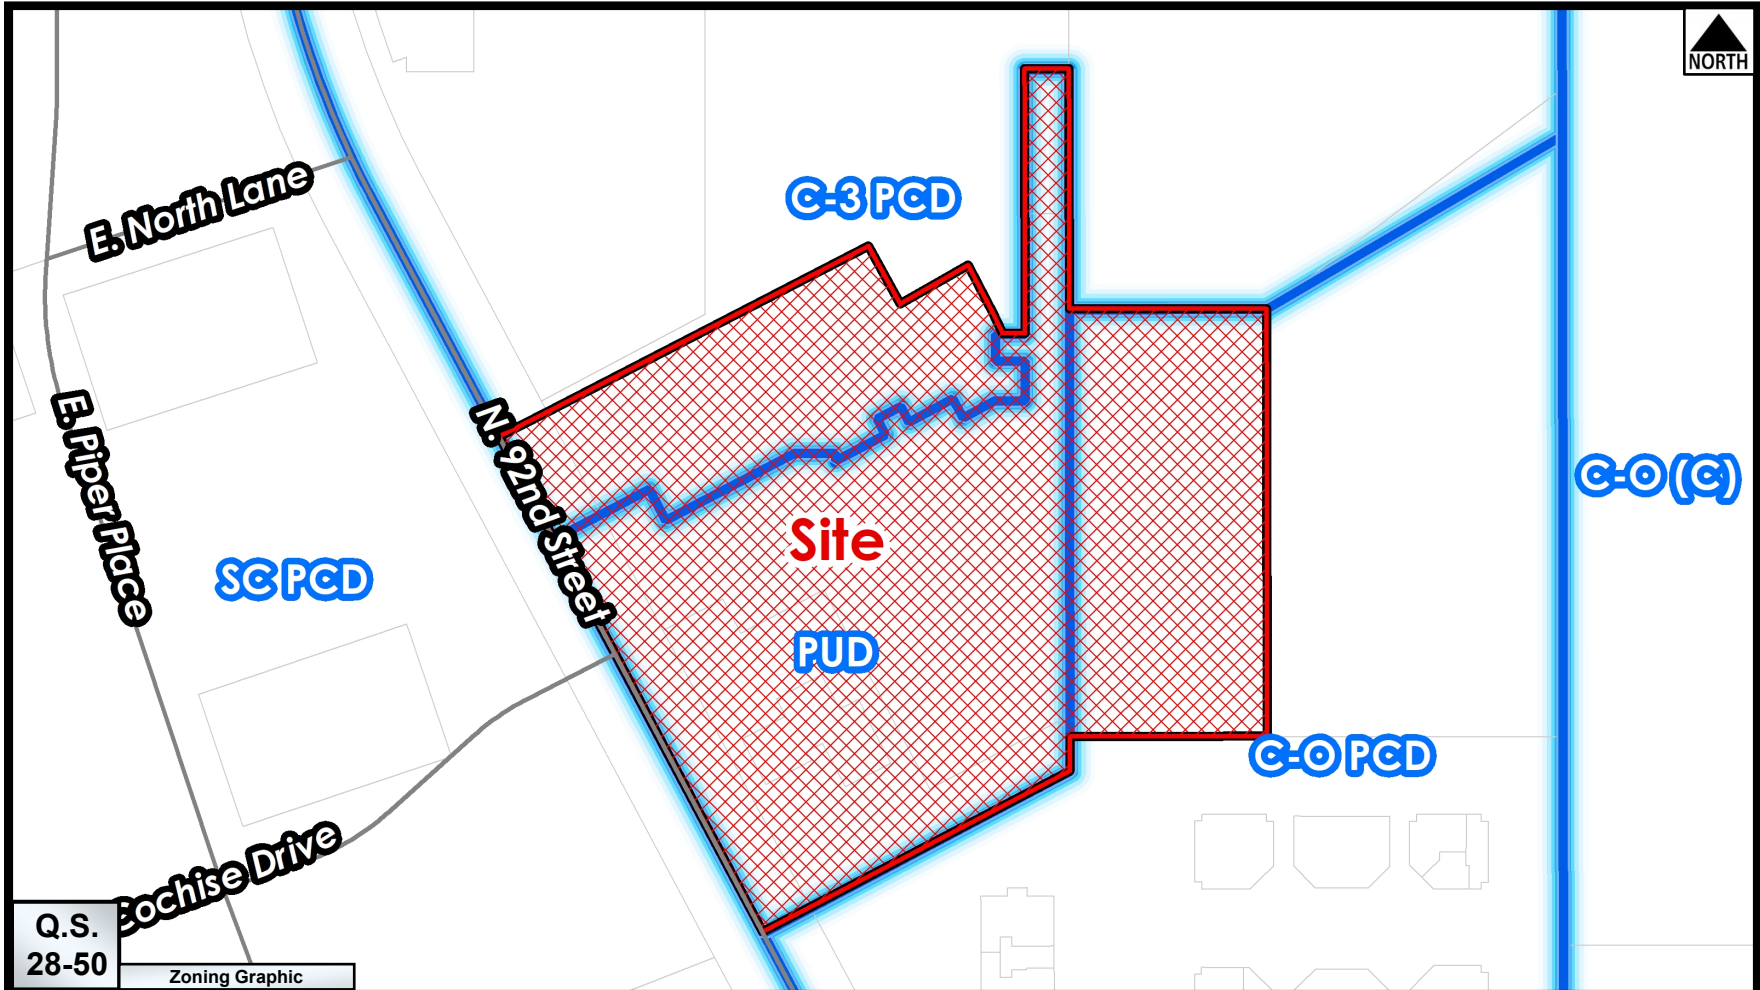 NORTH
E. North Lane
C-3 PCD
N. 92nd Street
E. Piper Place
C-O (C)
Site
SC PCD
PUD
C-O PCD
Cochise Drive
Q.S.
28-50
Zoning Graphic